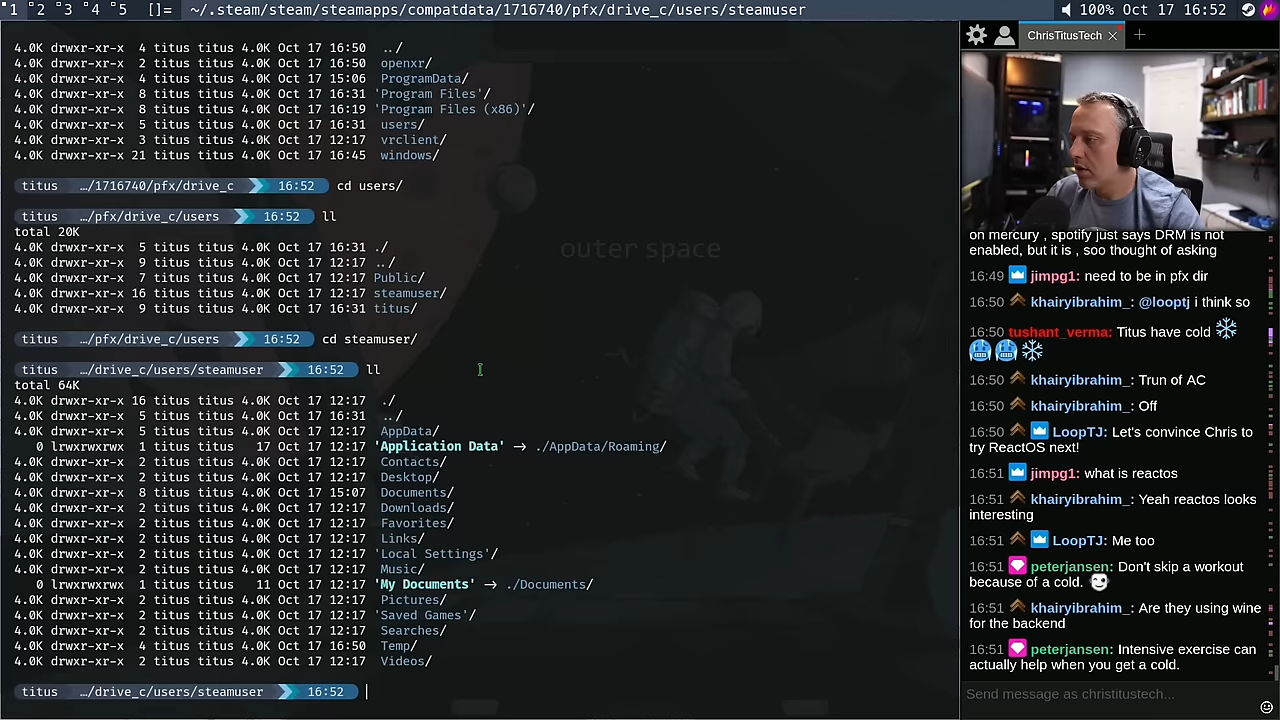 1 2 3 4 5 []= ~/.steam/steam/steamapps/compatdata/1716740/pfx/drive_c/users/steamuser 100% Oct 17 16:52
4.0K drwxr-xr-x 4 titus titus 4.0K Oct 17 16:50 ../
4.0K drwxr-xr-x 2 titus titus 4.0K Oct 17 16:50 openxr/
4.0K drwxr-xr-x 4 titus titus 4.0K Oct 17 15:06 ProgramData/
4.0K drwxr-xr-x 8 titus titus 4.0K Oct 17 16:31 'Program Files'/
4.0K drwxr-xr-x 8 titus titus 4.0K Oct 17 16:19 'Program Files (x86)'/
4.0K drwxr-xr-x 5 titus titus 4.0K Oct 17 16:31 users/
4.0K drwxr-xr-x 3 titus titus 4.0K Oct 17 12:17 vrclient/
4.0K drwxr-xr-x 21 titus titus 4.0K Oct 17 16:45 windows/
titus …/1716740/pfx/drive_c 16:52 cd users/
titus …/pfx/drive_c/users 16:52 ll
total 20K
4.0K drwxr-xr-x 5 titus titus 4.0K Oct 17 16:31 ./
4.0K drwxr-xr-x 9 titus titus 4.0K Oct 17 12:17 ../
4.0K drwxr-xr-x 7 titus titus 4.0K Oct 17 12:17 Public/
4.0K drwxr-xr-x 16 titus titus 4.0K Oct 17 12:17 steamuser/
4.0K drwxr-xr-x 9 titus titus 4.0K Oct 17 16:31 titus/
titus …/pfx/drive_c/users 16:52 cd steamuser/
titus …/drive_c/users/steamuser 16:52 ll
total 64K
4.0K drwxr-xr-x 16 titus titus 4.0K Oct 17 12:17 ./
4.0K drwxr-xr-x 5 titus titus 4.0K Oct 17 16:31 ../
4.0K drwxr-xr-x 5 titus titus 4.0K Oct 17 12:17 AppData/
0 lrwxrwxrwx 1 titus titus 17 Oct 17 12:17 'Application Data' -> ./AppData/Roaming/
4.0K drwxr-xr-x 2 titus titus 4.0K Oct 17 12:17 Contacts/
4.0K drwxr-xr-x 2 titus titus 4.0K Oct 17 12:17 Desktop/
4.0K drwxr-xr-x 8 titus titus 4.0K Oct 17 15:07 Documents/
4.0K drwxr-xr-x 2 titus titus 4.0K Oct 17 12:17 Downloads/
4.0K drwxr-xr-x 2 titus titus 4.0K Oct 17 12:17 Favorites/
4.0K drwxr-xr-x 2 titus titus 4.0K Oct 17 12:17 Links/
4.0K drwxr-xr-x 2 titus titus 4.0K Oct 17 12:17 'Local Settings'/
4.0K drwxr-xr-x 2 titus titus 4.0K Oct 17 12:17 Music/
0 lrwxrwxrwx 1 titus titus 11 Oct 17 12:17 'My Documents' -> ./Documents/
4.0K drwxr-xr-x 2 titus titus 4.0K Oct 17 12:17 Pictures/
4.0K drwxr-xr-x 2 titus titus 4.0K Oct 17 12:17 'Saved Games'/
4.0K drwxr-xr-x 2 titus titus 4.0K Oct 17 12:17 Searches/
4.0K drwxr-xr-x 4 titus titus 4.0K Oct 17 16:50 Temp/
4.0K drwxr-xr-x 2 titus titus 4.0K Oct 17 12:17 Videos/
titus …/drive_c/users/steamuser 16:52
outer space
ChrisTitusTech
on mercury , spotify just says DRM is not
enabled, but it is , soo thought of asking
16:49 jimpg1: need to be in pfx dir
16:50 khairyibrahim_: @looptj i think so
16:50 tushant_verma: Titus have cold
16:50 khairyibrahim_: Trun of AC
16:50 khairyibrahim_: Off
16:50 LoopTJ: Let's convince Chris to
try ReactOS next!
16:51 jimpg1: what is reactos
16:51 khairyibrahim_: Yeah reactos looks
interesting
16:51 LoopTJ: Me too
16:51 peterjansen: Don't skip a workout
because of a cold.
16:51 khairyibrahim_: Are they using wine
for the backend
16:51 peterjansen: Intensive exercise can
actually help when you get a cold.
Send message as christitustech...